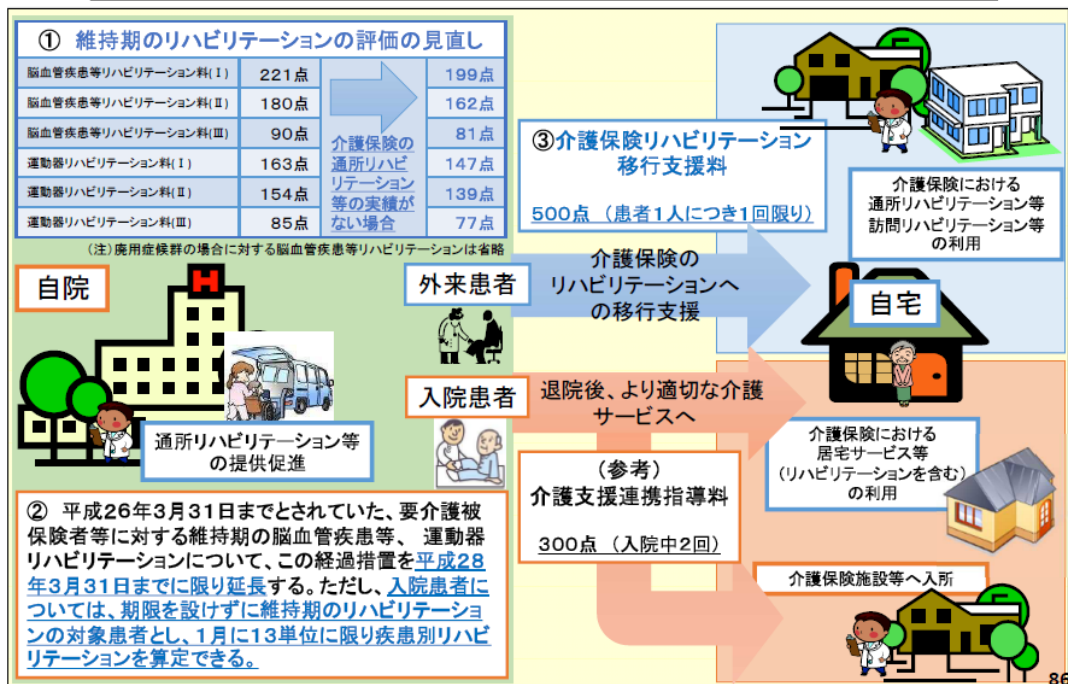 ① 維持期のリハビリテーションの評価の見直し
脳血管疾患等リハビリテーション料(Ⅰ) 221点 199点
脳血管疾患等リハビリテーション料(Ⅱ) 180点 162点
脳血管疾患等リハビリテーション料(Ⅲ) 90点 81点
運動器リハビリテーション料(Ⅰ) 163点 147点
運動器リハビリテーション料(Ⅱ) 154点 139点
運動器リハビリテーション料(Ⅲ) 85点 77点
介護保険の
通所リハビ
リテーション
等の実績が
ない場合
(注)廃用症候群の場合に対する脳血管疾患等リハビリテーションは省略
自院
H
通所リハビリテーション等
の提供促進
② 平成26年3月31日までとされていた、要介護被
保険者等に対する維持期の脳血管疾患等、 運動器
リハビリテーションについて、この経過措置を平成28
年3月31日までに限り延長する。ただし、入院患者に
ついては、期限を設けずに維持期のリハビリテーショ
ンの対象患者とし、1月に13単位に限り疾患別リハビ
リテーションを算定できる。
外来患者
入院患者
③介護保険リハビリテーション
移行支援料
500点 (患者1人につき1回限り)
介護保険の
リハビリテーションへ
の移行支援
退院後、より適切な介護
サービスへ
(参考)
介護支援連携指導料
300点 (入院中2回)
介護保険における
通所リハビリテーション等
訪問リハビリテーション等
の利用
自宅
介護保険における
居宅サービス等
(リハビリテーションを含む)
の利用
介護保険施設等へ入所
86